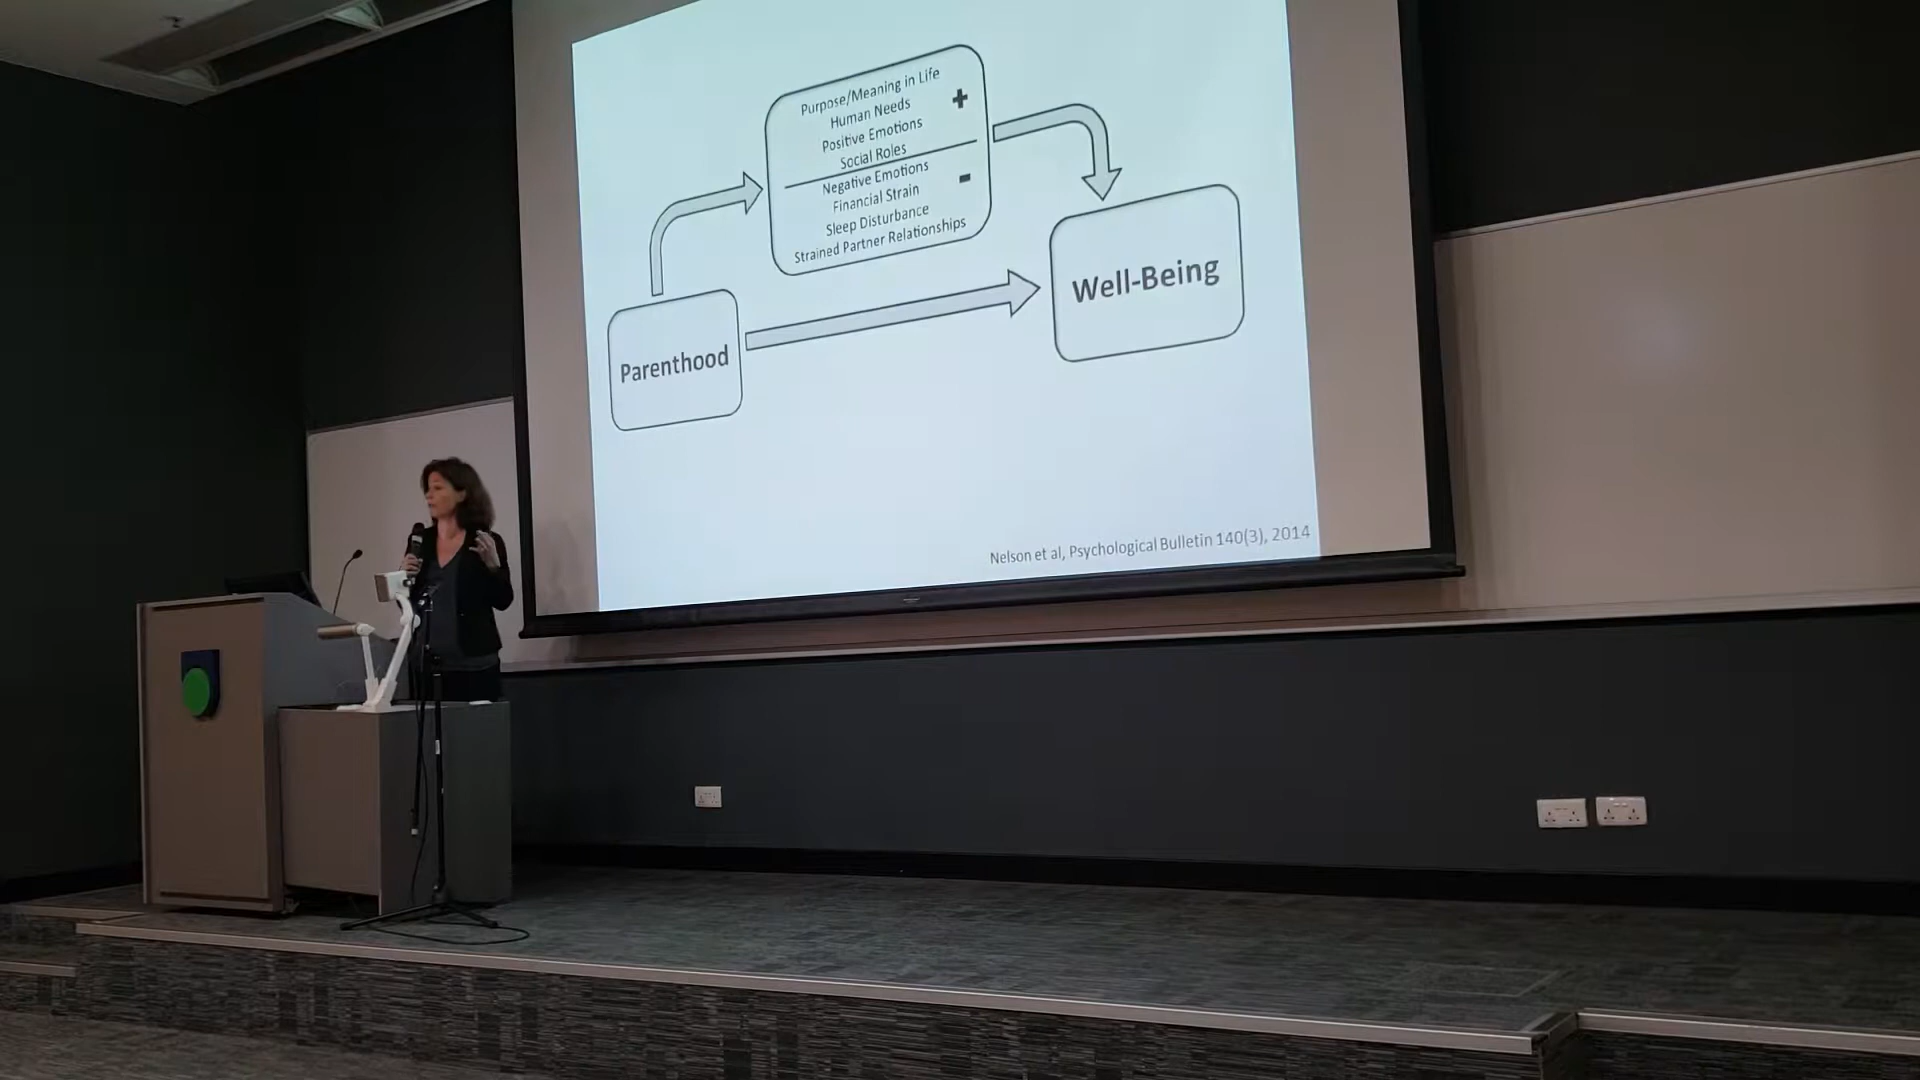 Purpose/Meaning in Life
Human Needs
Positive Emotions
Social Roles
+
Negative Emotions
Financial Strain
Sleep Disturbance
Strained Partner Relationships
-
Parenthood
Well-Being
Nelson et al, Psychological Bulletin 140(3), 2014